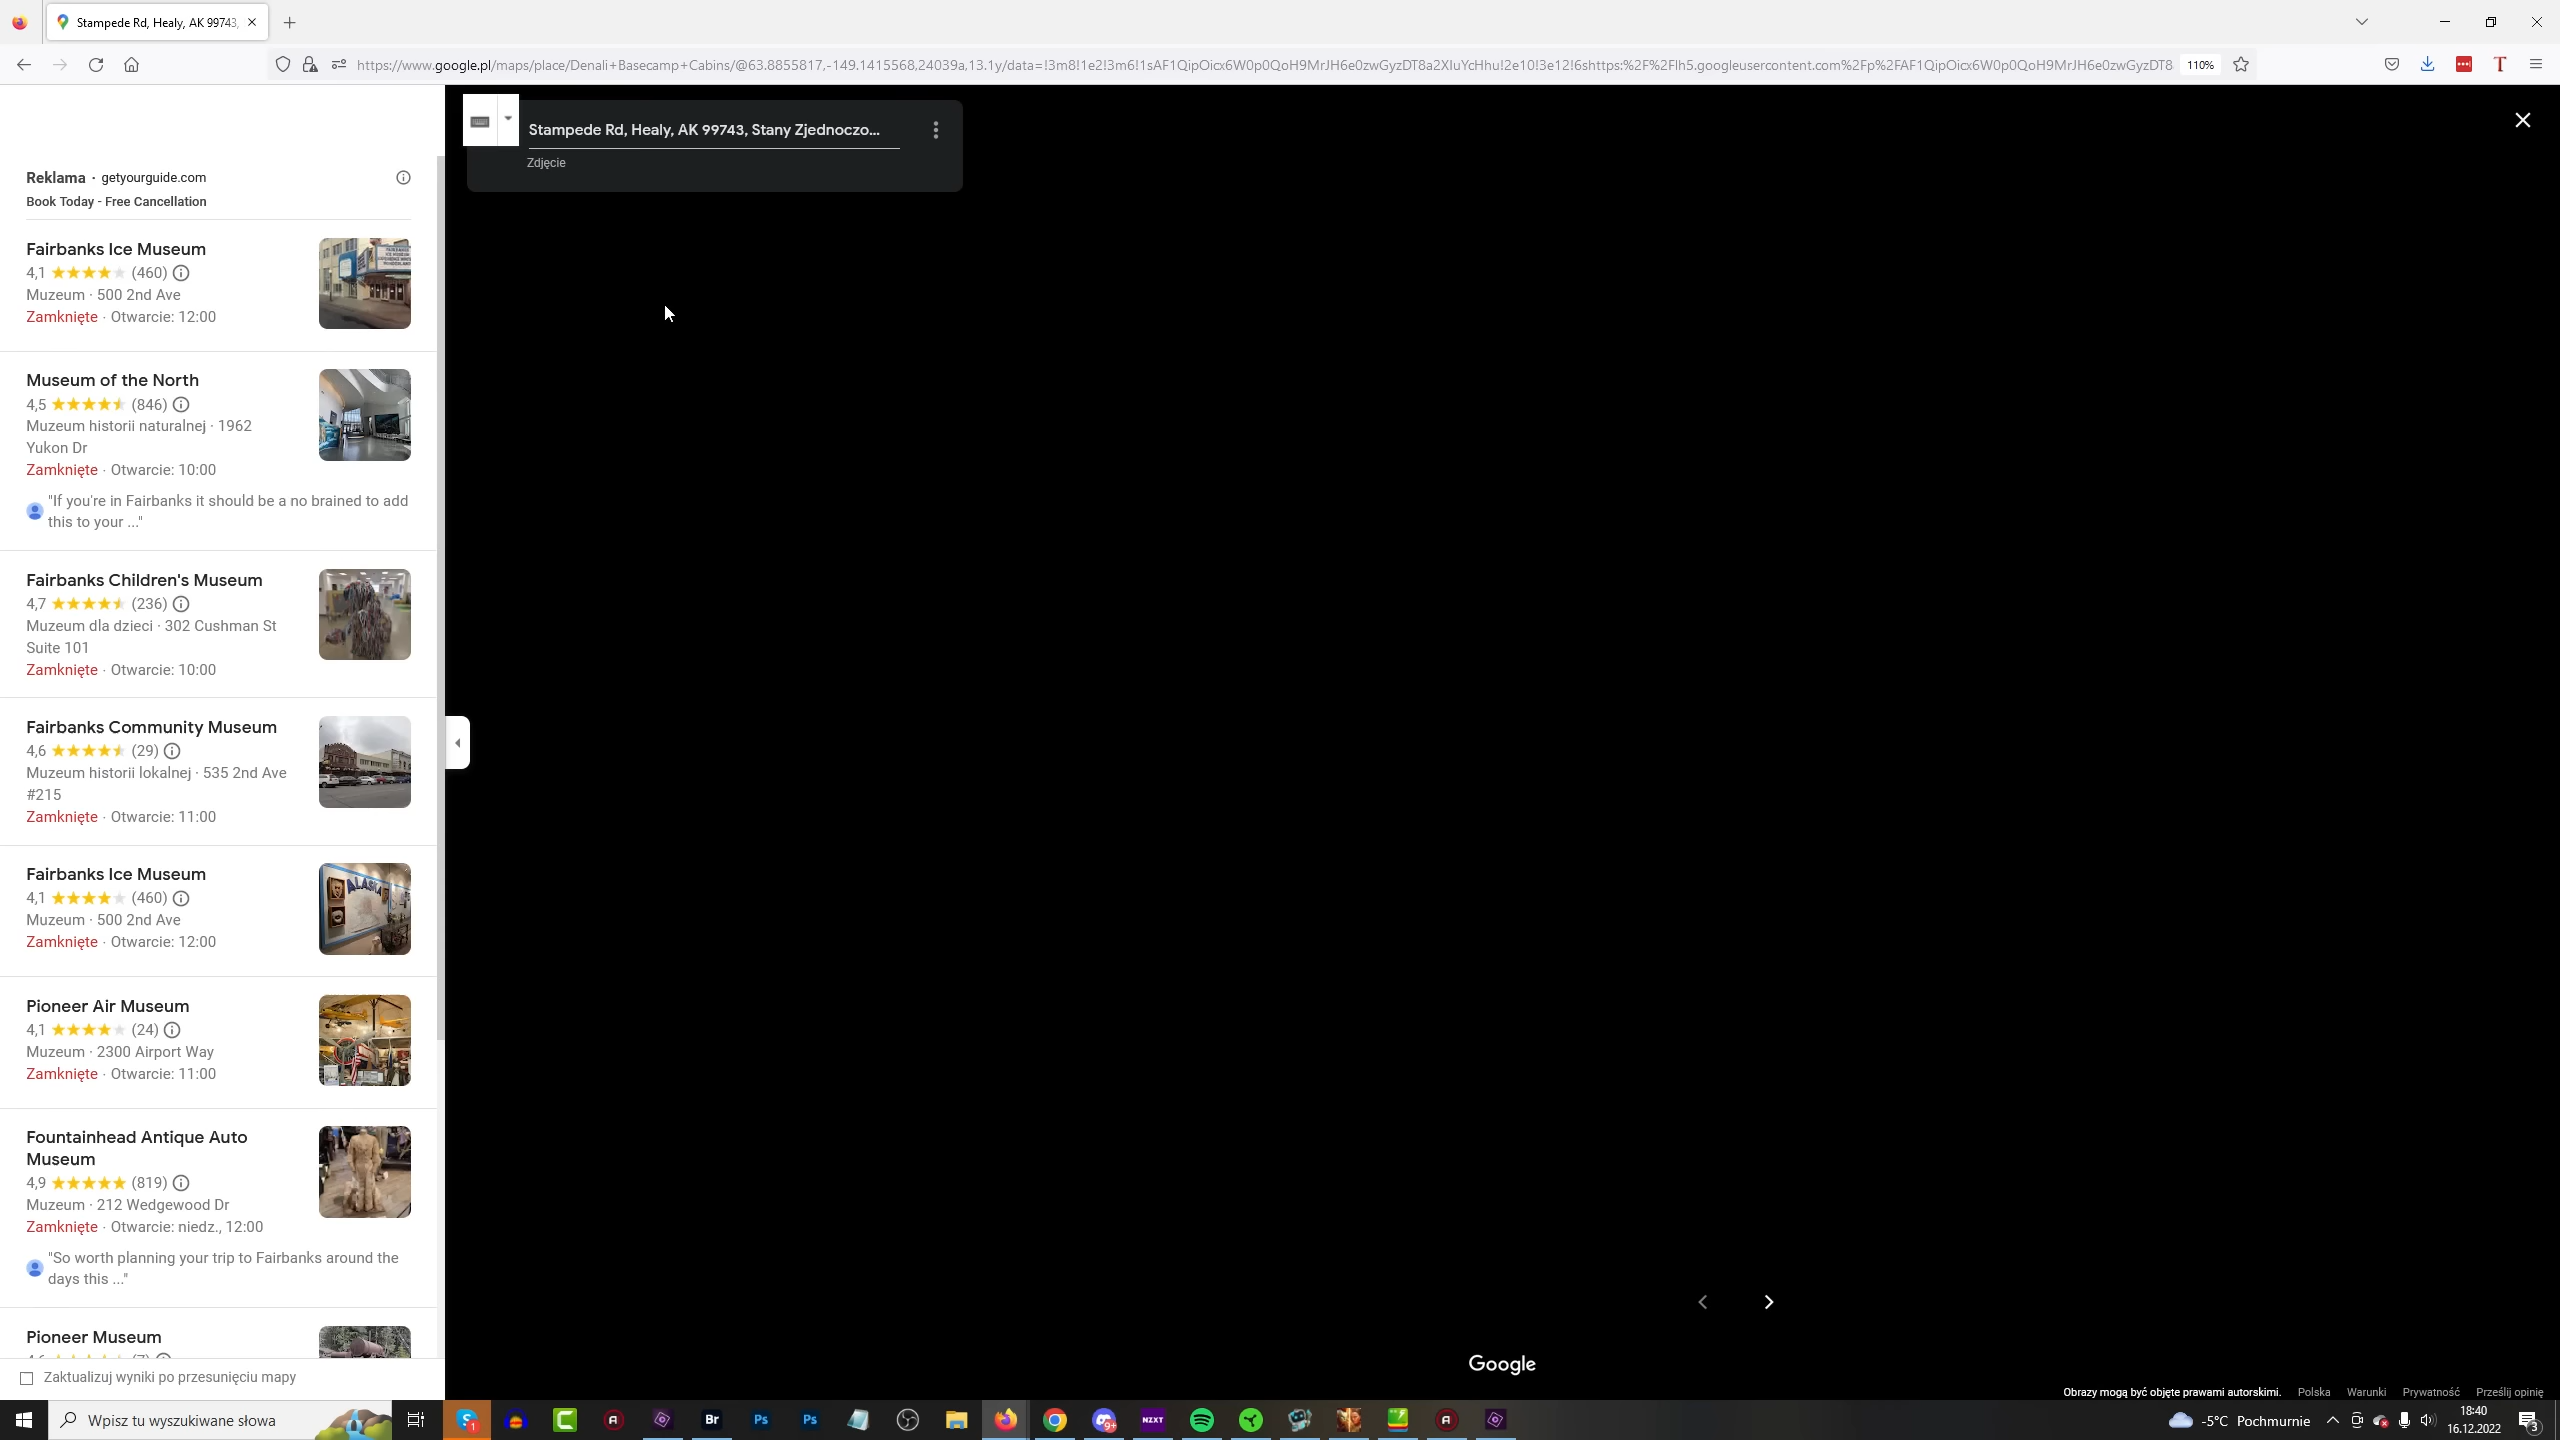 Stampede Rd, Healy, AK 99743,
https://www.google.pl/maps/place/Denali+Basecamp+Cabins/@63.8855817,-149.1415568,24039a,13.1y/data=!3m8!1e2!3m6!1sAF1QipOicx6W0p0QoH9MrJH6e0zwGyzDT8a2XIuYcHhu!2e10!3e12!6shttps:%2F%2Flh5.googleusercontent.com%2Fp%2FAF1QipOicx6W0p0QoH9MrJH6e0zwGyzDT8
110%
Stampede Rd, Healy, AK 99743, Stany Zjednoczo...
Zdjęcie
Reklama · getyourguide.com
Book Today - Free Cancellation
Fairbanks Ice Museum
4,1 (460)
Muzeum · 500 2nd Ave
Zamknięte · Otwarcie: 12:00
Museum of the North
4,5 (846)
Muzeum historii naturalnej · 1962
Yukon Dr
Zamknięte · Otwarcie: 10:00
"If you're in Fairbanks it should be a no brained to add
this to your ..."
Fairbanks Children's Museum
4,7 (236)
Muzeum dla dzieci · 302 Cushman St
Suite 101
Zamknięte · Otwarcie: 10:00
Fairbanks Community Museum
4,6 (29)
Muzeum historii lokalnej · 535 2nd Ave
#215
Zamknięte · Otwarcie: 11:00
Fairbanks Ice Museum
4,1 (460)
Muzeum · 500 2nd Ave
Zamknięte · Otwarcie: 12:00
ALASKA
Pioneer Air Museum
4,1 (24)
Muzeum · 2300 Airport Way
Zamknięte · Otwarcie: 11:00
Fountainhead Antique Auto
Museum
4,9 (819)
Muzeum · 212 Wedgewood Dr
Zamknięte · Otwarcie: niedz., 12:00
"So worth planning your trip to Fairbanks around the
days this ..."
Pioneer Museum
Zaktualizuj wyniki po przesunięciu mapy
Google
Obrazy mogą być objęte prawami autorskimi. Polska Warunki Prywatność Prześlij opinię
Wpisz tu wyszukiwane słowa
Br
Ps
Ps
9+
NZXT
-5°C Pochmurnie
18:40
16.12.2022
3